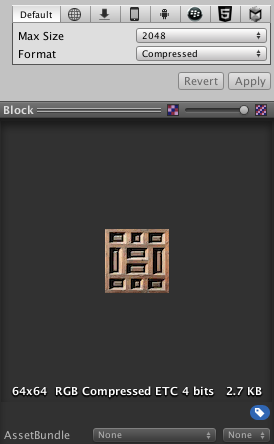 Default
Max Size 2048
Format Compressed
Revert Apply
Block
64x64 RGB Compressed ETC 4 bits 2.7 KB
AssetBundle None None